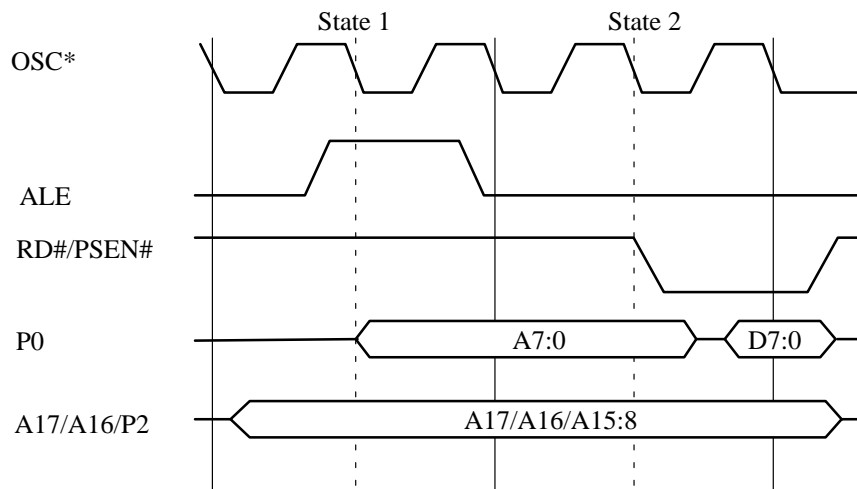 State 1
State 2
OSC*
ALE
RD#/PSEN#
P0
A7:0
D7:0
A17/A16/P2
A17/A16/A15:8